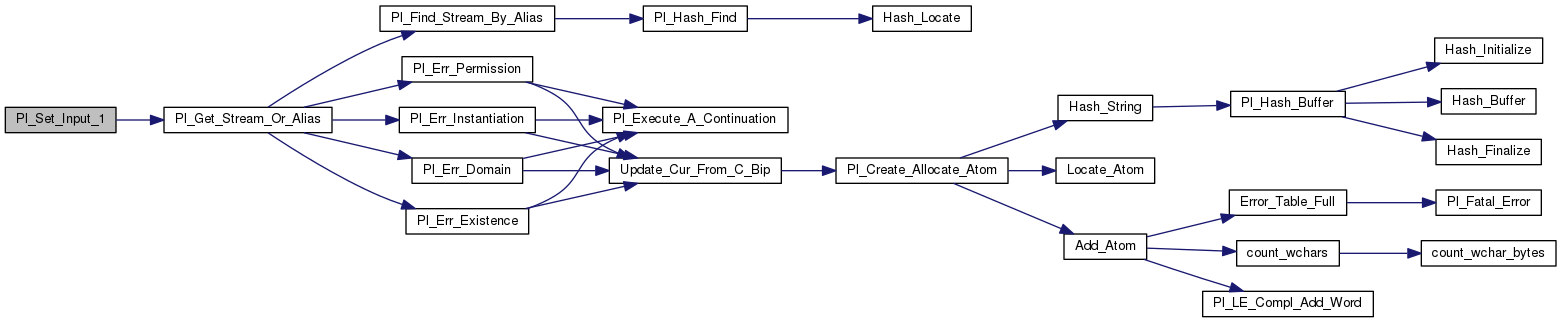 Pl_Set_Input_1
Pl_Get_Stream_Or_Alias
Pl_Find_Stream_By_Alias
Pl_Hash_Find
Hash_Locate
Pl_Err_Permission
Pl_Err_Instantiation
Pl_Err_Domain
Pl_Err_Existence
Pl_Execute_A_Continuation
Update_Cur_From_C_Bip
Pl_Create_Allocate_Atom
Hash_String
Locate_Atom
Add_Atom
Pl_Hash_Buffer
Hash_Initialize
Hash_Buffer
Hash_Finalize
Error_Table_Full
Pl_Fatal_Error
count_wchars
count_wchar_bytes
Pl_LE_Compl_Add_Word